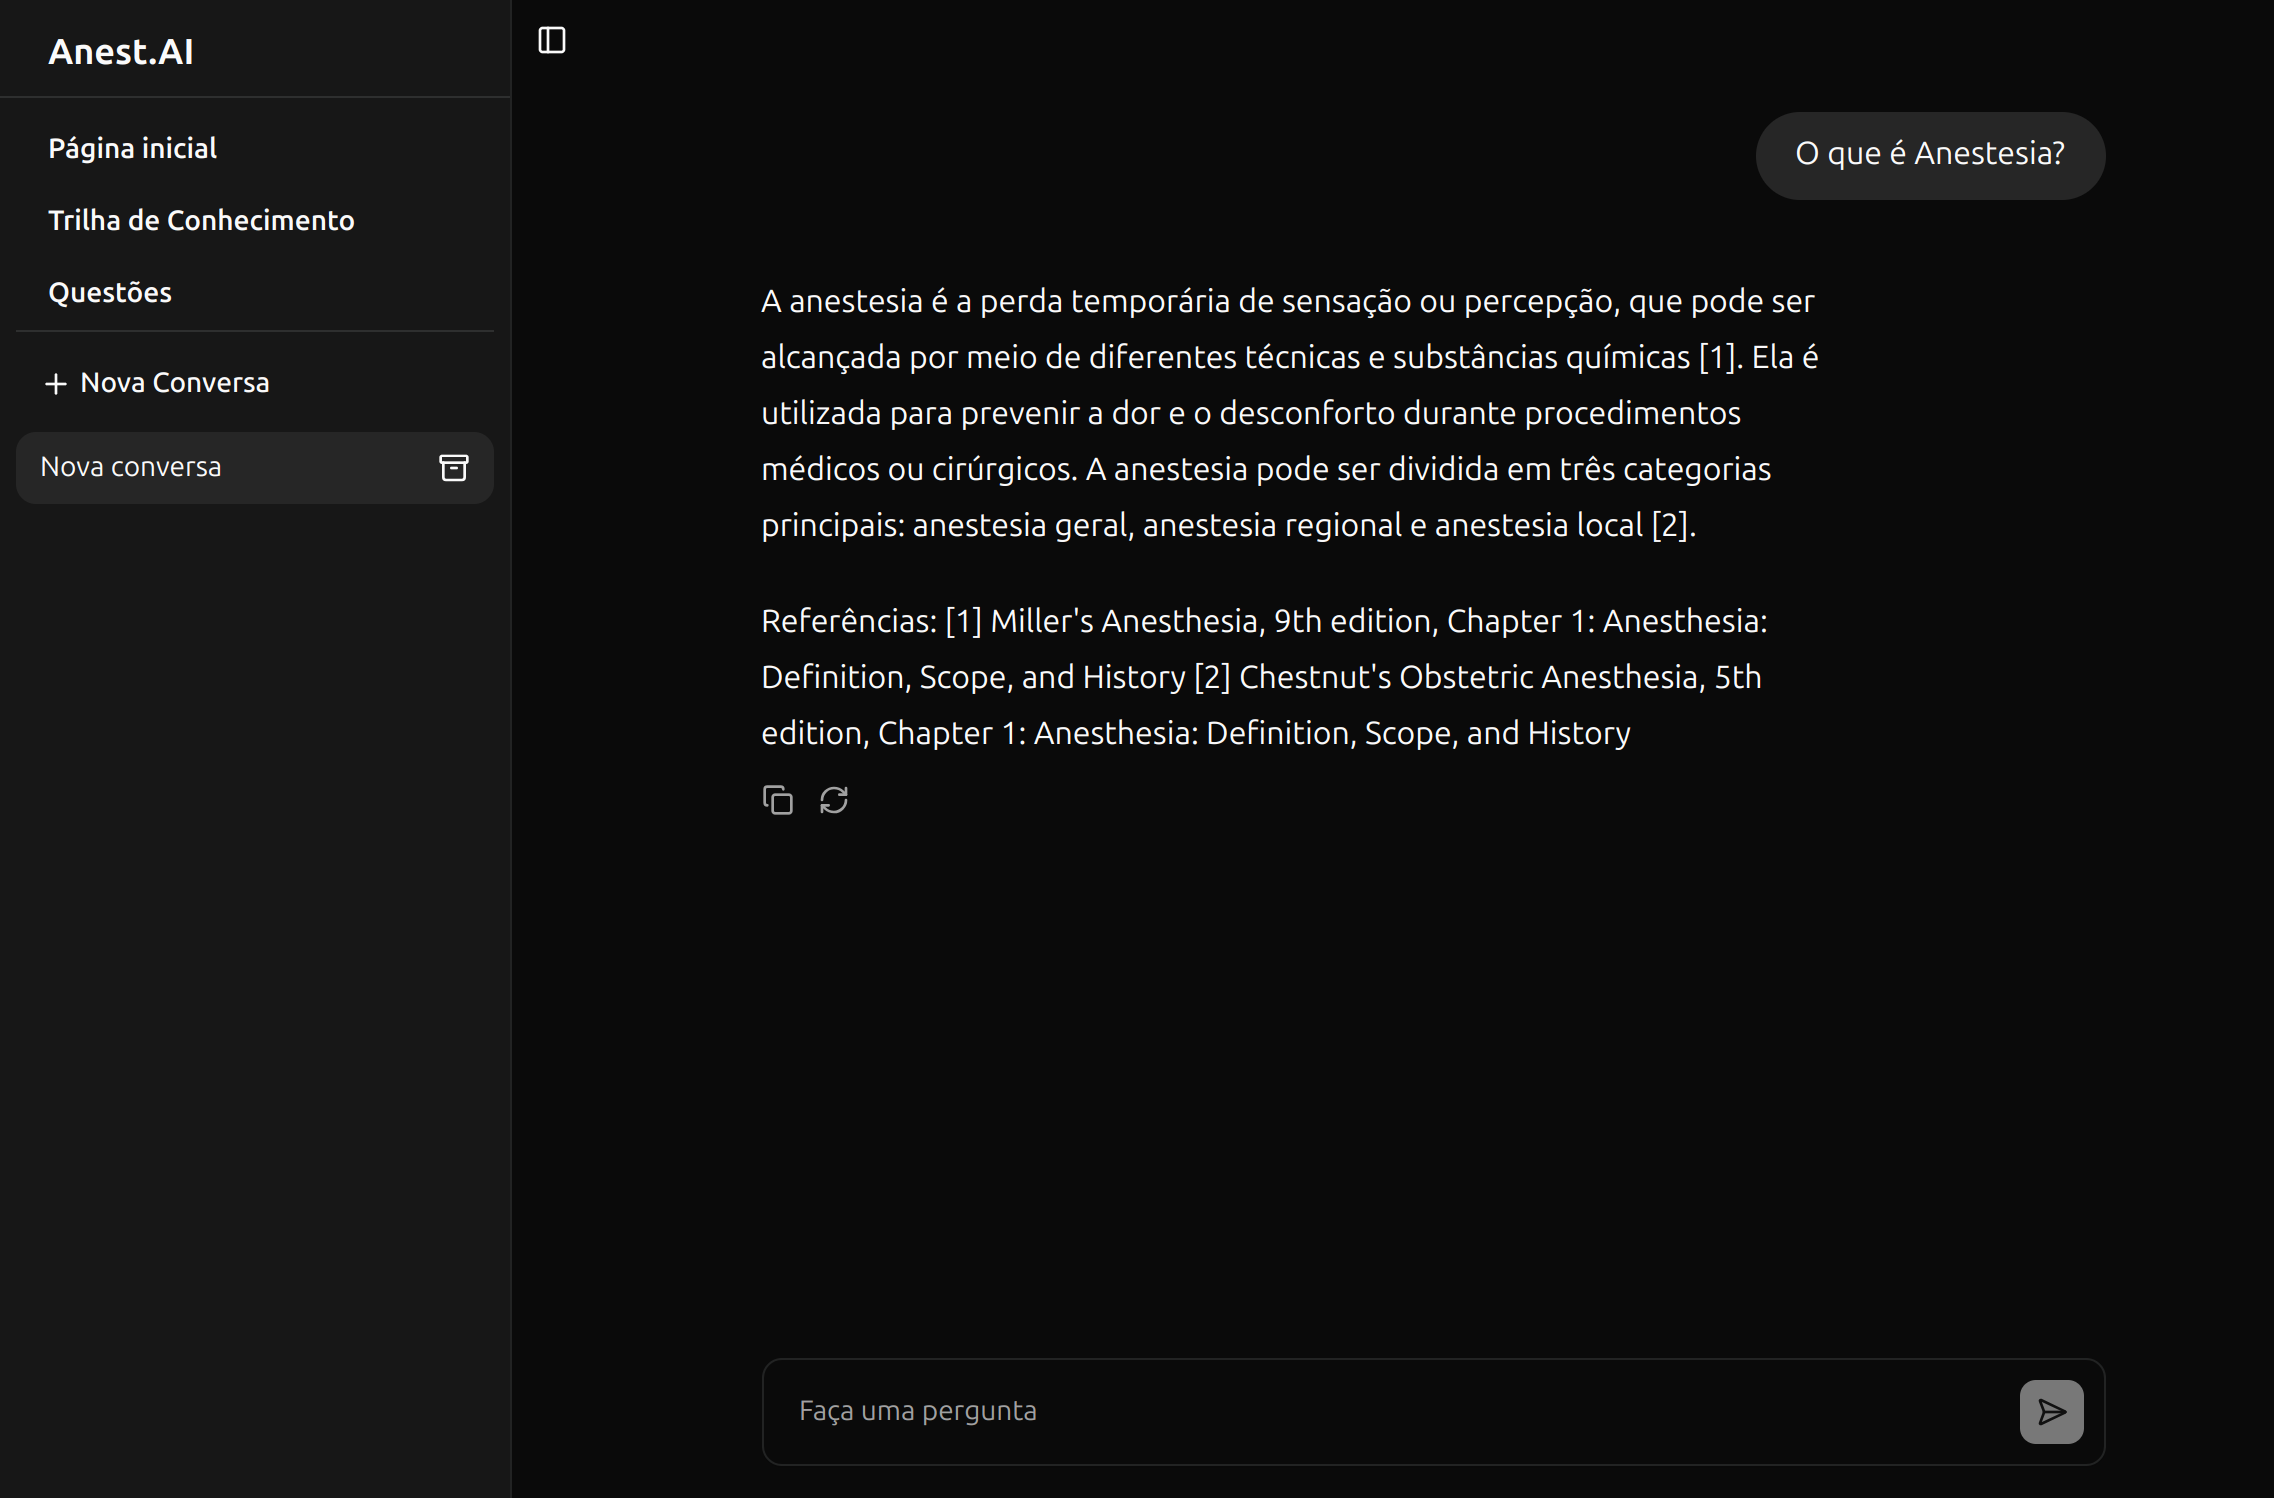 Anest.AI
Página inicial
Trilha de Conhecimento
Questões
Nova Conversa
Nova conversa
O que é Anestesia?
A anestesia é a perda temporária de sensação ou percepção, que pode ser
alcançada por meio de diferentes técnicas e substâncias químicas [1]. Ela é
utilizada para prevenir a dor e o desconforto durante procedimentos
médicos ou cirúrgicos. A anestesia pode ser dividida em três categorias
principais: anestesia geral, anestesia regional e anestesia local [2].
Referências: [1] Miller's Anesthesia, 9th edition, Chapter 1: Anesthesia:
Definition, Scope, and History [2] Chestnut's Obstetric Anesthesia, 5th
edition, Chapter 1: Anesthesia: Definition, Scope, and History
Faça uma pergunta